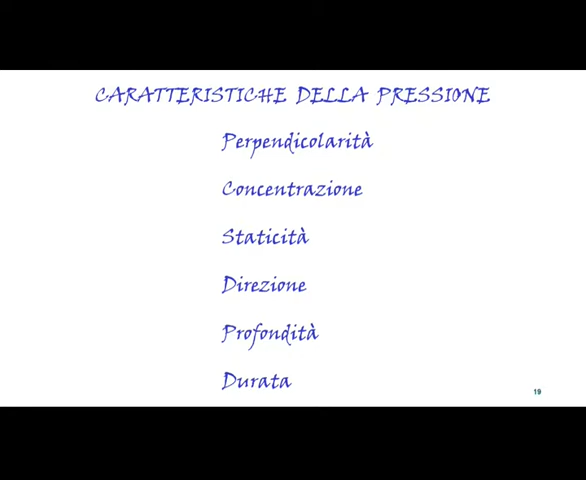 CARATTERISTICHE DELLA PRESSIONE
Perpendicolarità
Concentrazione
Staticità
Direzione
Profondità
Durata
19